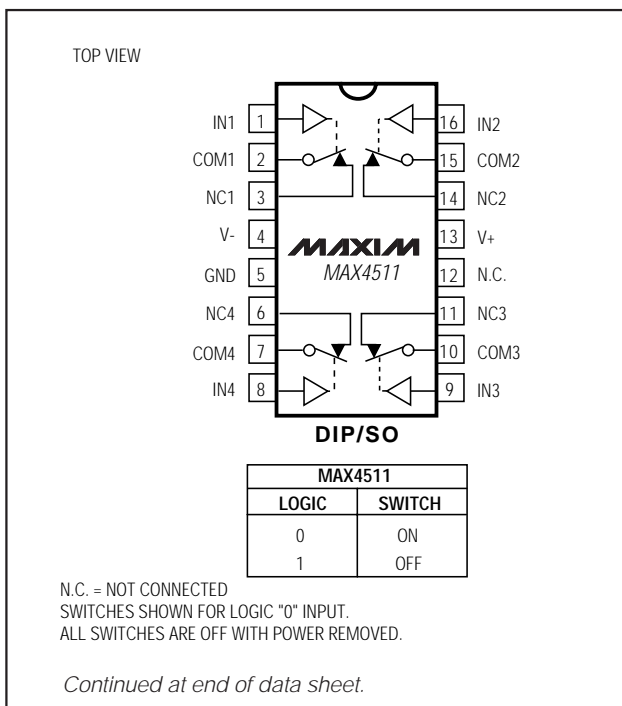 TOP VIEW
IN1 1 16 IN2
COM1 2 15 COM2
NC1 3 14 NC2
V- 4 MAXIM 13 V+
GND 5 MAX4511 12 N.C.
NC4 6 11 NC3
COM4 7 10 COM3
IN4 8 9 IN3
DIP/SO
MAX4511
LOGIC SWITCH
0 ON
1 OFF
N.C. = NOT CONNECTED
SWITCHES SHOWN FOR LOGIC "0" INPUT.
ALL SWITCHES ARE OFF WITH POWER REMOVED.
Continued at end of data sheet.